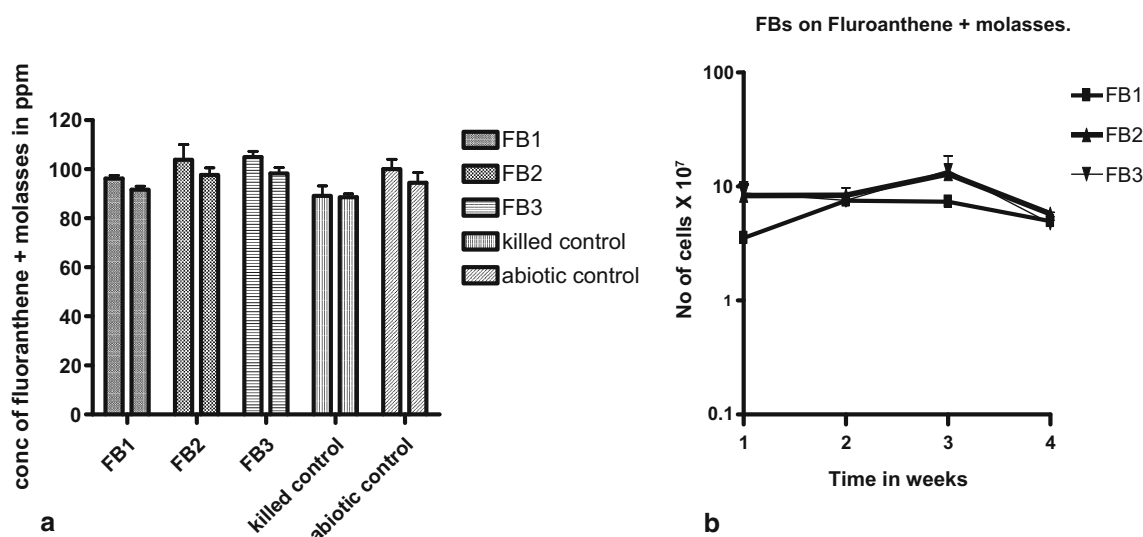 conc of fluoranthene + molasses in ppm
120
100
80
60
40
20
0
FB1
FB2
FB3
killed control
abiotic control
FB1
FB2
FB3
killed control
abiotic control
a
FBs on Fluroanthene + molasses.
No of cells X 10⁷
100
10
1
0.1
1 2 3 4
Time in weeks
FB1
FB2
FB3
b